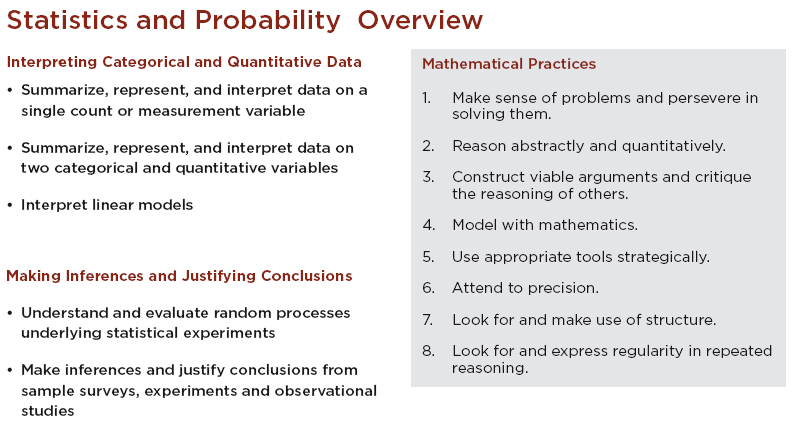 Statistics and Probability Overview
Interpreting Categorical and Quantitative Data
• Summarize, represent, and interpret data on a
single count or measurement variable
• Summarize, represent, and interpret data on
two categorical and quantitative variables
• Interpret linear models
Making Inferences and Justifying Conclusions
• Understand and evaluate random processes
underlying statistical experiments
• Make inferences and justify conclusions from
sample surveys, experiments and observational
studies
Mathematical Practices
1. Make sense of problems and persevere in
solving them.
2. Reason abstractly and quantitatively.
3. Construct viable arguments and critique
the reasoning of others.
4. Model with mathematics.
5. Use appropriate tools strategically.
6. Attend to precision.
7. Look for and make use of structure.
8. Look for and express regularity in repeated
reasoning.